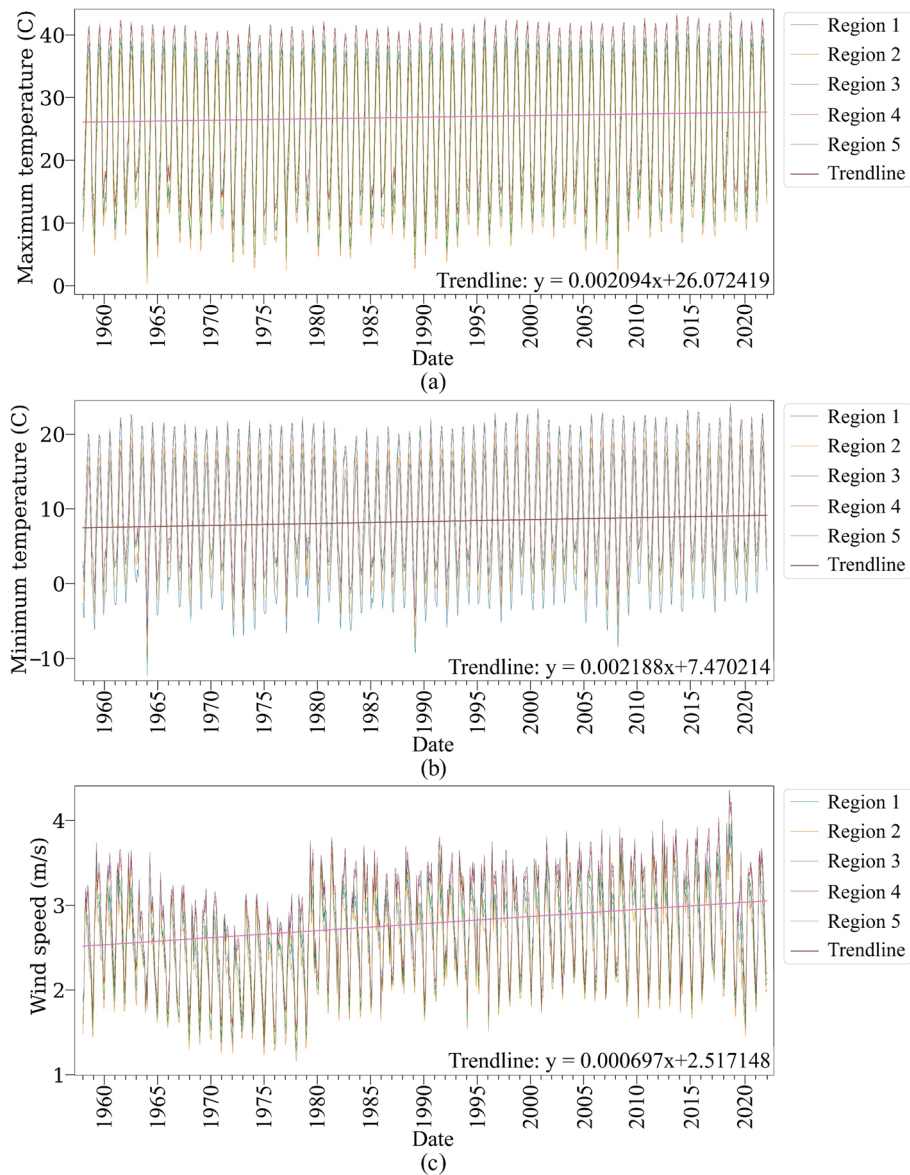 Maximum temperature (C)
40
30
20
10
0
1960
1965
1970
1975
1980
1985
1990
1995
2000
2005
2010
2015
2020
Trendline: y = 0.002094x+26.072419
Date
(a)
Region 1
Region 2
Region 3
Region 4
Region 5
Trendline
Minimum temperature (C)
20
10
0
−10
1960
1965
1970
1975
1980
1985
1990
1995
2000
2005
2010
2015
2020
Trendline: y = 0.002188x+7.470214
Date
(b)
Region 1
Region 2
Region 3
Region 4
Region 5
Trendline
Wind speed (m/s)
4
3
2
1
1960
1965
1970
1975
1980
1985
1990
1995
2000
2005
2010
2015
2020
Trendline: y = 0.000697x+2.517148
Date
(c)
Region 1
Region 2
Region 3
Region 4
Region 5
Trendline